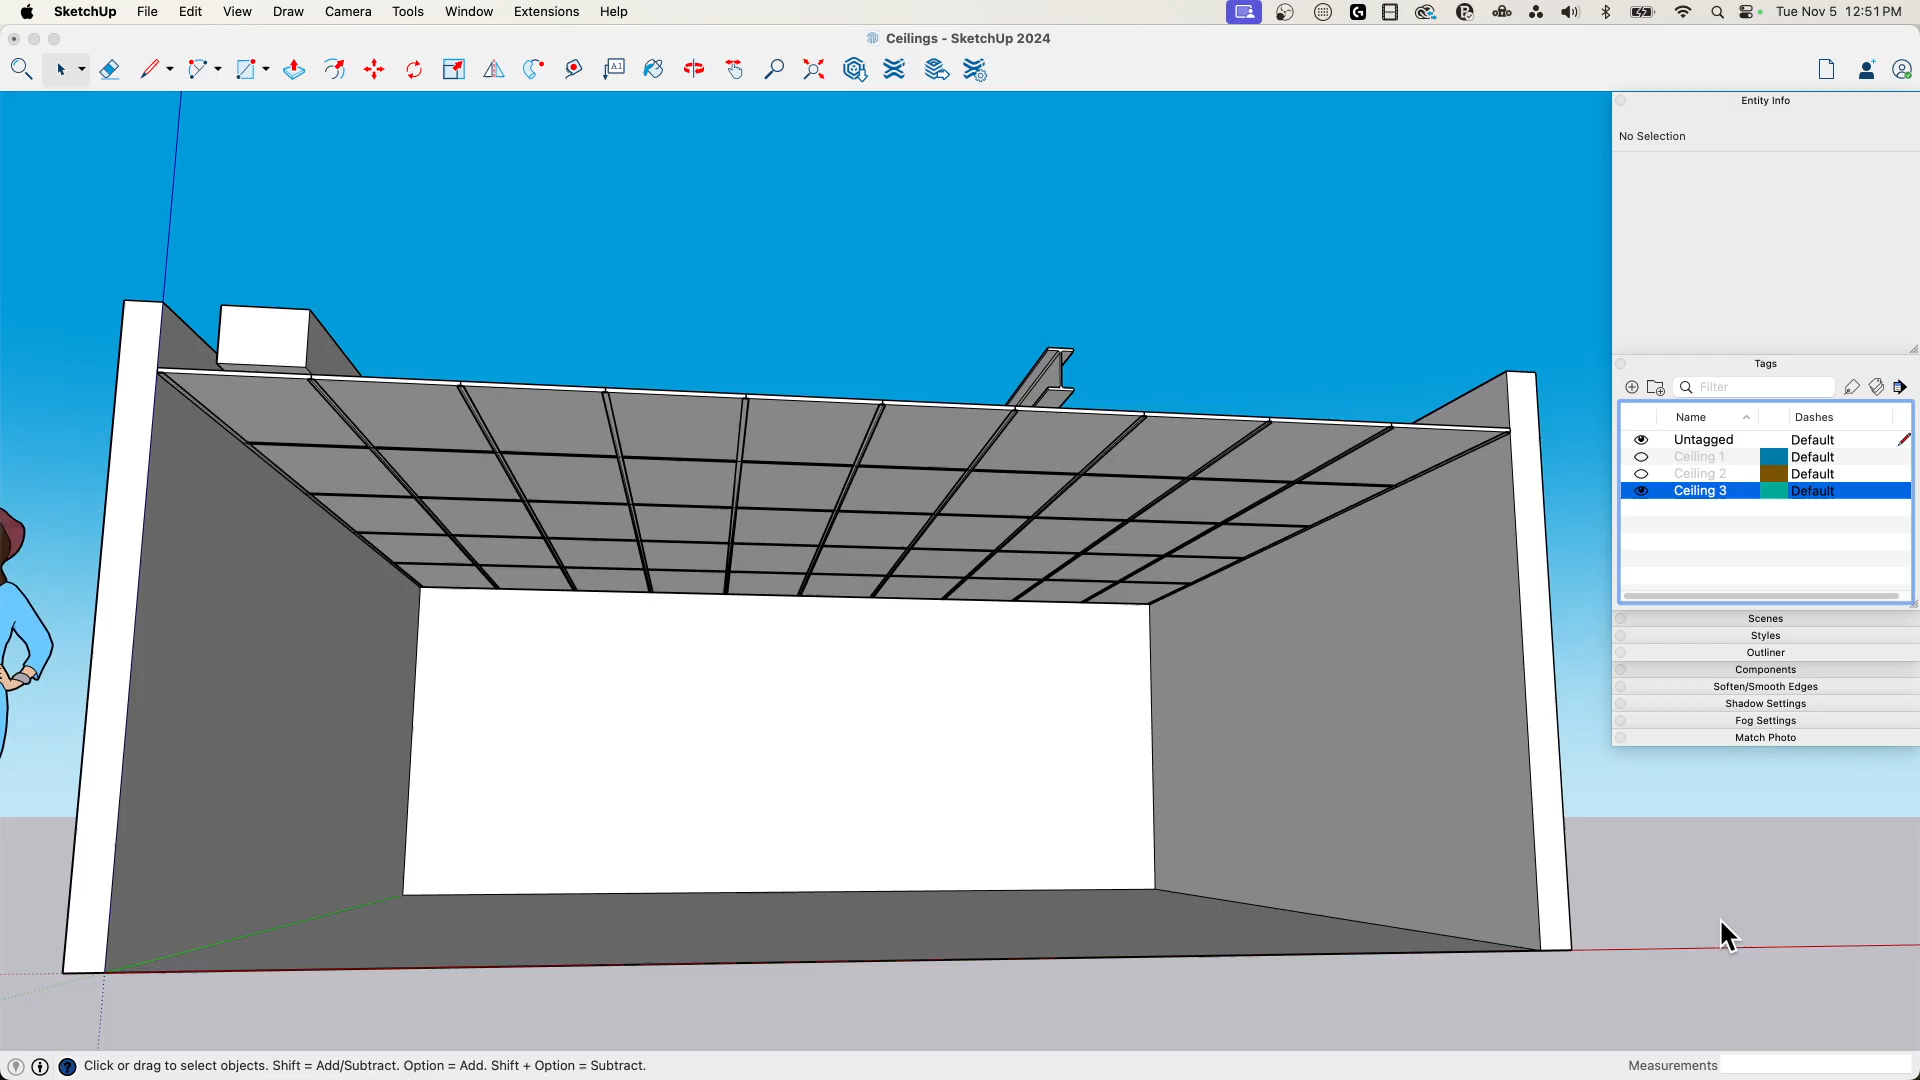 SketchUp File Edit View Draw Camera Tools Window Extensions Help Tue Nov 5 12:51 PM
Ceilings - SketchUp 2024
A1
Entity Info
No Selection
Tags
Filter
Name Dashes
Untagged Default
Ceiling 1 Default
Ceiling 2 Default
Ceiling 3 Default
Scenes
Styles
Outliner
Components
Soften/Smooth Edges
Shadow Settings
Fog Settings
Match Photo
Click or drag to select objects. Shift = Add/Subtract. Option = Add. Shift + Option = Subtract. Measurements